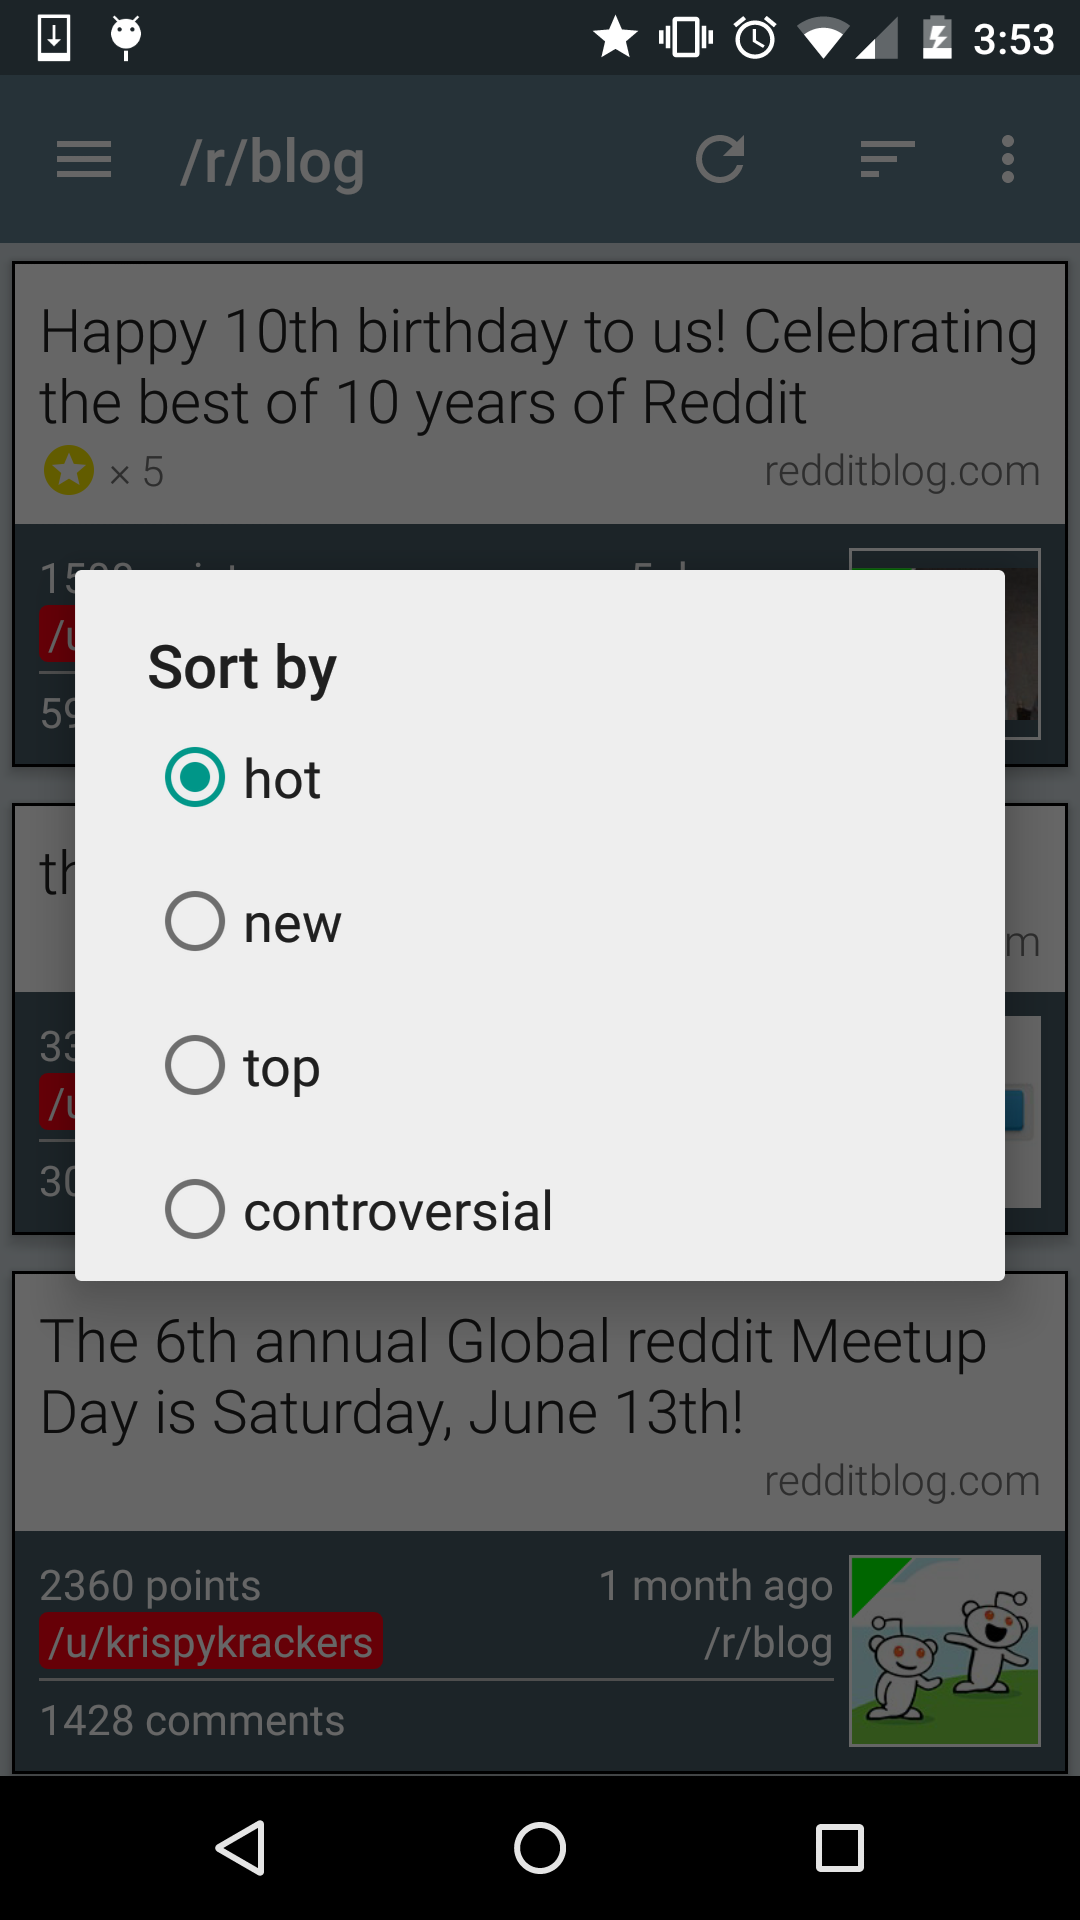 3:53
/r/blog
Happy 10th birthday to us! Celebrating
the best of 10 years of Reddit
× 5
redditblog.com
Sort by
hot
new
top
controversial
The 6th annual Global reddit Meetup
Day is Saturday, June 13th!
redditblog.com
2360 points
1 month ago
/u/krispykrackers
/r/blog
1428 comments